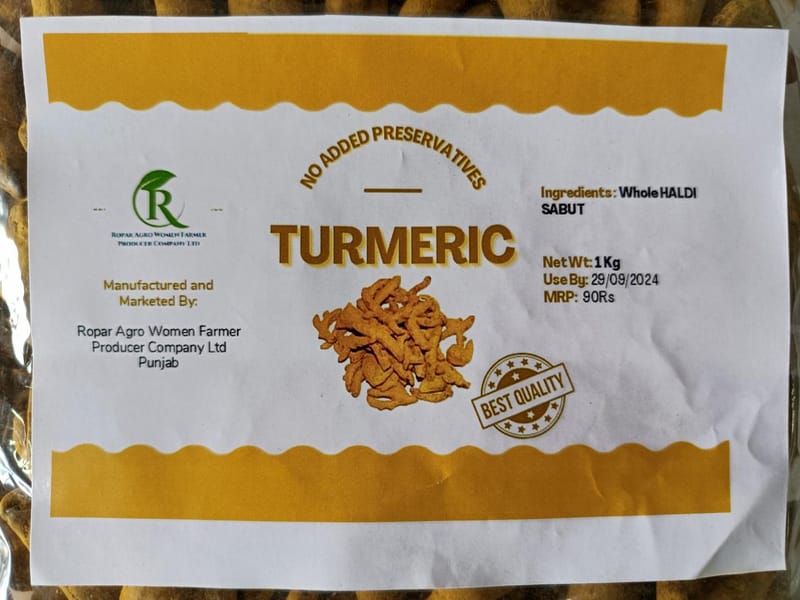 NO ADDED PRESERVATIVES
R
ROPAR AGRO WOMEN FARMER
PRODUCER COMPANY LTD
Manufactured and
Marketed By:
Ropar Agro Women Farmer
Producer Company Ltd
Punjab
TURMERIC
BEST QUALITY
Ingredients: Whole HALDI
SABUT
Net Wt: 1 Kg
Use By: 29/09/2024
MRP: 90Rs